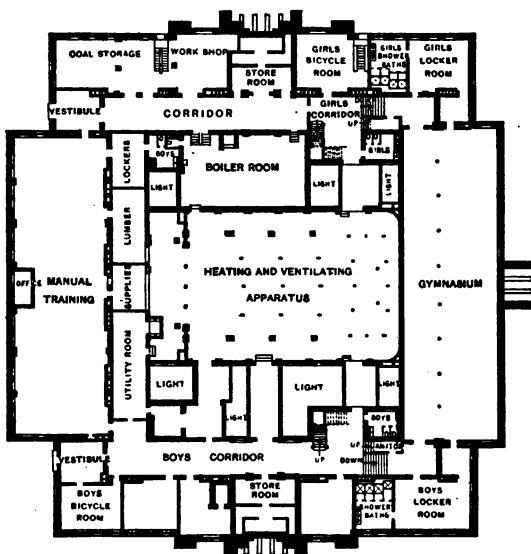 COAL STORAGE
WORK SHOP
STORE
ROOM
GIRLS
BICYCLE
ROOM
GIRLS
SHOWER
BATHS
GIRLS
LOCKER
ROOM
VESTIBULE
CORRIDOR
GIRLS
CORRIDOR
DOWN
UP
LOCKERS
BOYS
BOILER ROOM
GIRLS
LIGHT
LIGHT
LIGHT
LUMBER
OFFICE
MANUAL
TRAINING
SUPPLIES
HEATING AND VENTILATING
APPARATUS
GYMNASIUM
UTILITY ROOM
LIGHT
LIGHT
LIGHT
LIGHT
BOYS
JANITOR
UP
UP
DOWN
VESTIBULE
BOYS CORRIDOR
BOYS
BICYCLE
ROOM
STORE
ROOM
SHOWER
BATHS
BOYS
LOCKER
ROOM